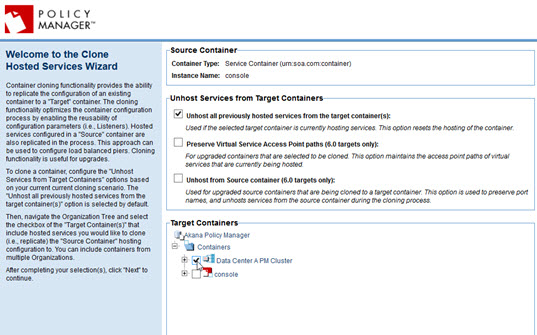 POLICY
MANAGER™
Welcome to the Clone
Hosted Services Wizard
Container cloning functionality provides the ability
to replicate the configuration of an existing
container to a "Target" container. The cloning
functionality optimizes the container configuration
process by enabling the reusability of
configuration parameters (i.e., Listeners). Hosted
services configured in a "Source" container are
also replicated in the process. This approach can
be used to configure load balanced piers. Cloning
functionality is useful for upgrades.
To clone a container, configure the "Unhost
Services from Target Containers" options based
on your current current cloning scenario. The
"Unhost all previously hosted services from the
target container(s)" option is selected by default.
Then, navigate the Organization Tree and select
the checkbox of the "Target Container(s)" that
include hosted services you would like to clone
(i.e., replicate) the "Source Container" hosting
configuration to. You can include containers from
multiple Organizations.
After completing your selection(s), click "Next" to
continue.
Source Container
Container Type: Service Container (urn:soa.com:container)
Instance Name: console
Unhost Services from Target Containers
Unhost all previously hosted services from the target container(s):
Used if the selected target container is currently hosting services. This option resets the hosting of the container.
Preserve Virtual Service Access Point paths (6.0 targets only):
For upgraded containers that are selected to be cloned. This option maintains the access point paths of virtual
services that are currently being hosted.
Unhost from Source container (6.0 targets only):
Used for upgraded source containers that are being cloned to a target container. This option is used to preserve port
names, and unhosts services from the source container during the cloning process.
Target Containers
Akana Policy Manager
Containers
Data Center A PM Cluster
console